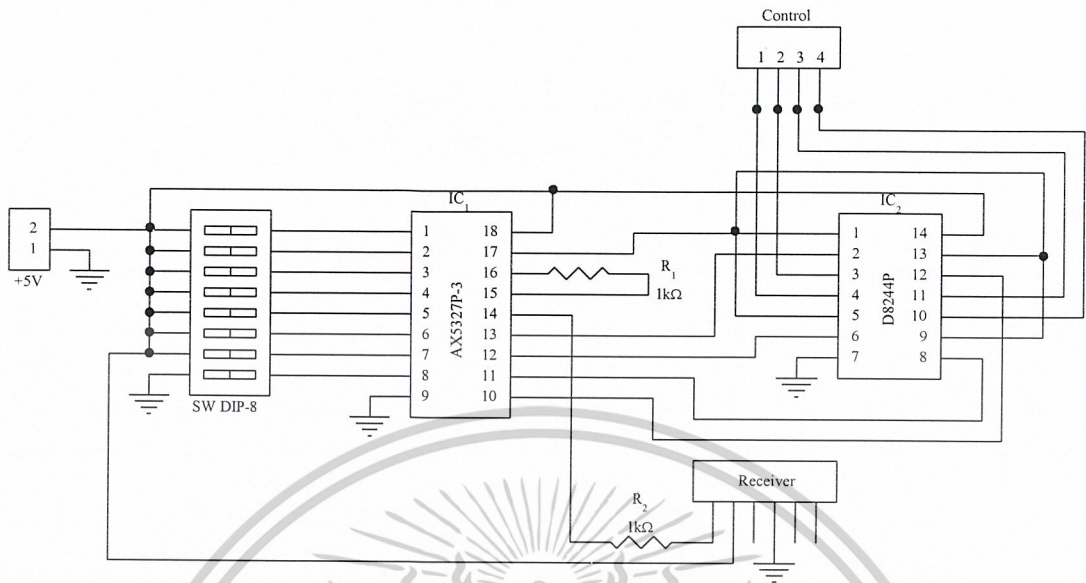 Control
1 2 3 4
2
1
+5V
SW DIP-8
IC1
1 18
2 17
3 16
4 15
5 14
6 13
7 12
8 11
9 10
AX5327P-3
R1
1kΩ
IC2
1 14
2 13
3 12
4 11
5 10
6 9
7 8
D8244P
Receiver
R2
1kΩ